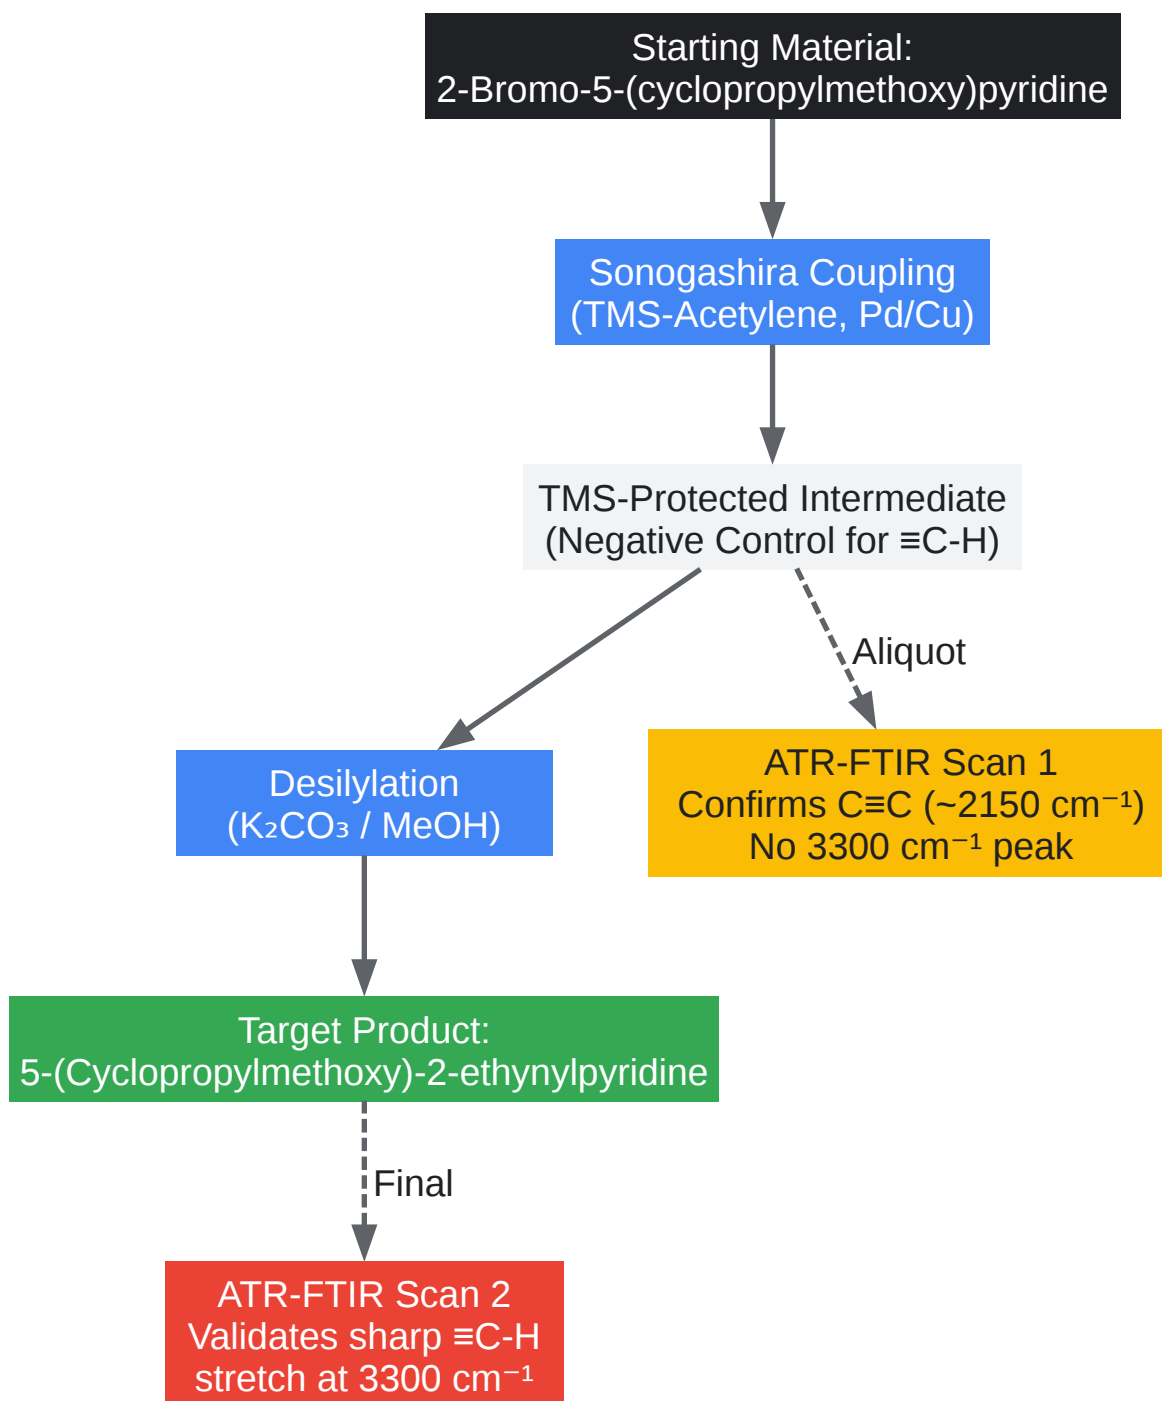 Starting Material:
2-Bromo-5-(cyclopropylmethoxy)pyridine
Sonogashira Coupling
(TMS-Acetylene, Pd/Cu)
TMS-Protected Intermediate
(Negative Control for ≡C-H)
Aliquot
ATR-FTIR Scan 1
Confirms C≡C (~2150 cm⁻¹)
No 3300 cm⁻¹ peak
Desilylation
(K₂CO₃ / MeOH)
Target Product:
5-(Cyclopropylmethoxy)-2-ethynylpyridine
Final
ATR-FTIR Scan 2
Validates sharp ≡C-H
stretch at 3300 cm⁻¹